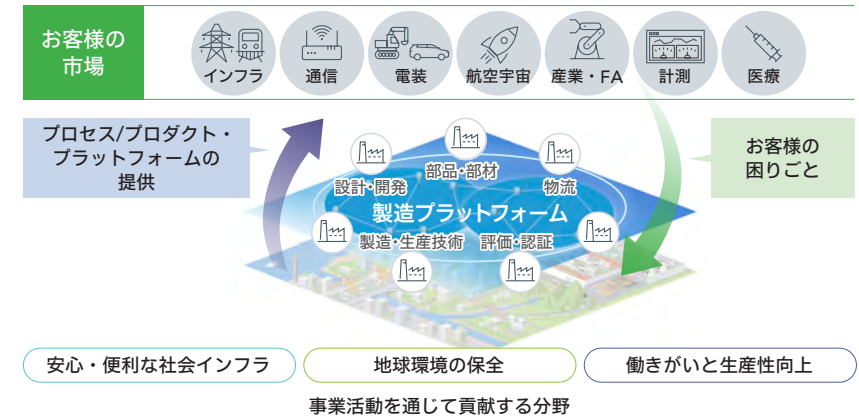 お客様の
市場
インフラ
通信
電装
航空宇宙
産業・FA
計測
医療
プロセス/プロダクト・
プラットフォームの
提供
お客様の
困りごと
部品・部材
設計・開発
物流
製造プラットフォーム
製造・生産技術
評価・認証
安心・便利な社会インフラ
地球環境の保全
働きがいと生産性向上
事業活動を通じて貢献する分野